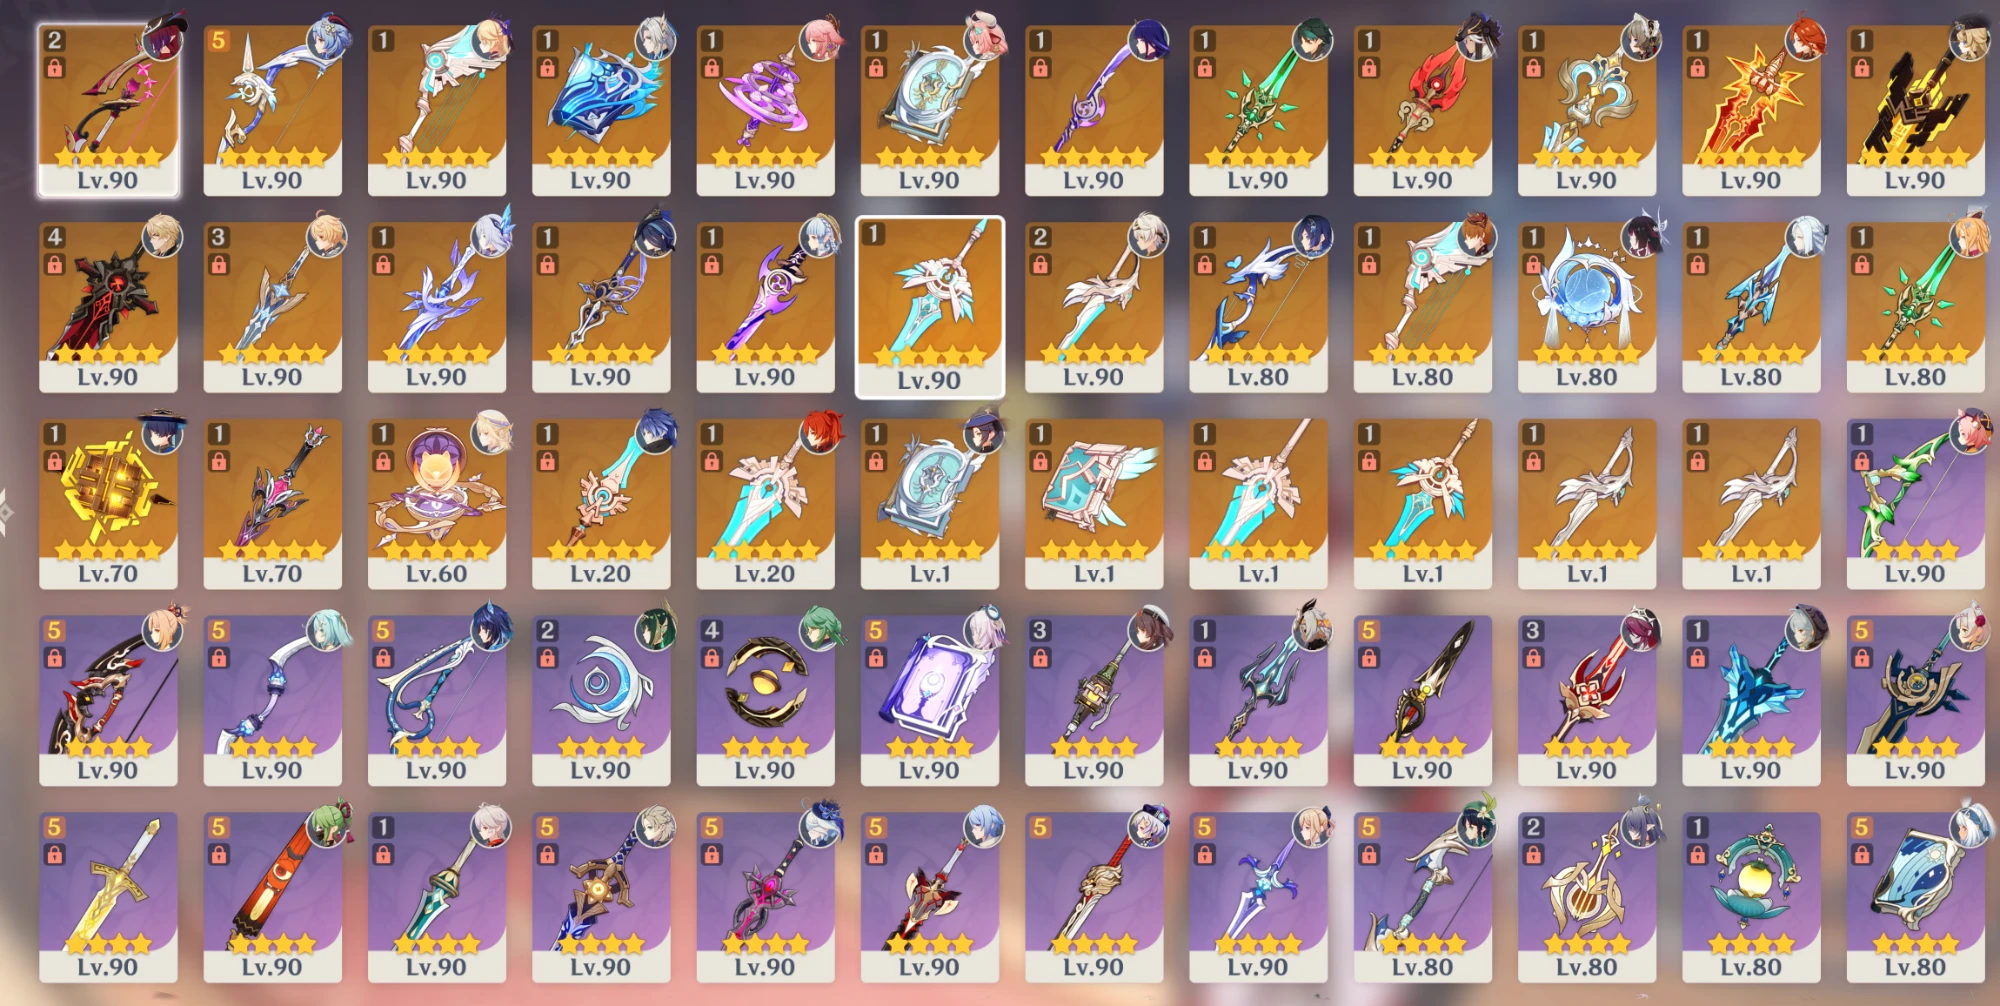 2 5 1 1 1 1 1 1 1 1 1 1
Lv.90 Lv.90 Lv.90 Lv.90 Lv.90 Lv.90 Lv.90 Lv.90 Lv.90 Lv.90 Lv.90 Lv.90
4 3 1 1 1 1 2 1 1 1 1 1
Lv.90 Lv.90 Lv.90 Lv.90 Lv.90 Lv.90 Lv.90 Lv.80 Lv.80 Lv.80 Lv.80 Lv.80
1 1 1 1 1 1 1 1 1 1 1 1
Lv.70 Lv.70 Lv.60 Lv.20 Lv.20 Lv.1 Lv.1 Lv.1 Lv.1 Lv.1 Lv.1 Lv.90
5 5 5 2 4 5 3 1 5 3 1 5
Lv.90 Lv.90 Lv.90 Lv.90 Lv.90 Lv.90 Lv.90 Lv.90 Lv.90 Lv.90 Lv.90 Lv.90
5 5 1 5 5 5 5 5 5 2 1 5
Lv.90 Lv.90 Lv.90 Lv.90 Lv.90 Lv.90 Lv.90 Lv.90 Lv.80 Lv.80 Lv.80 Lv.80